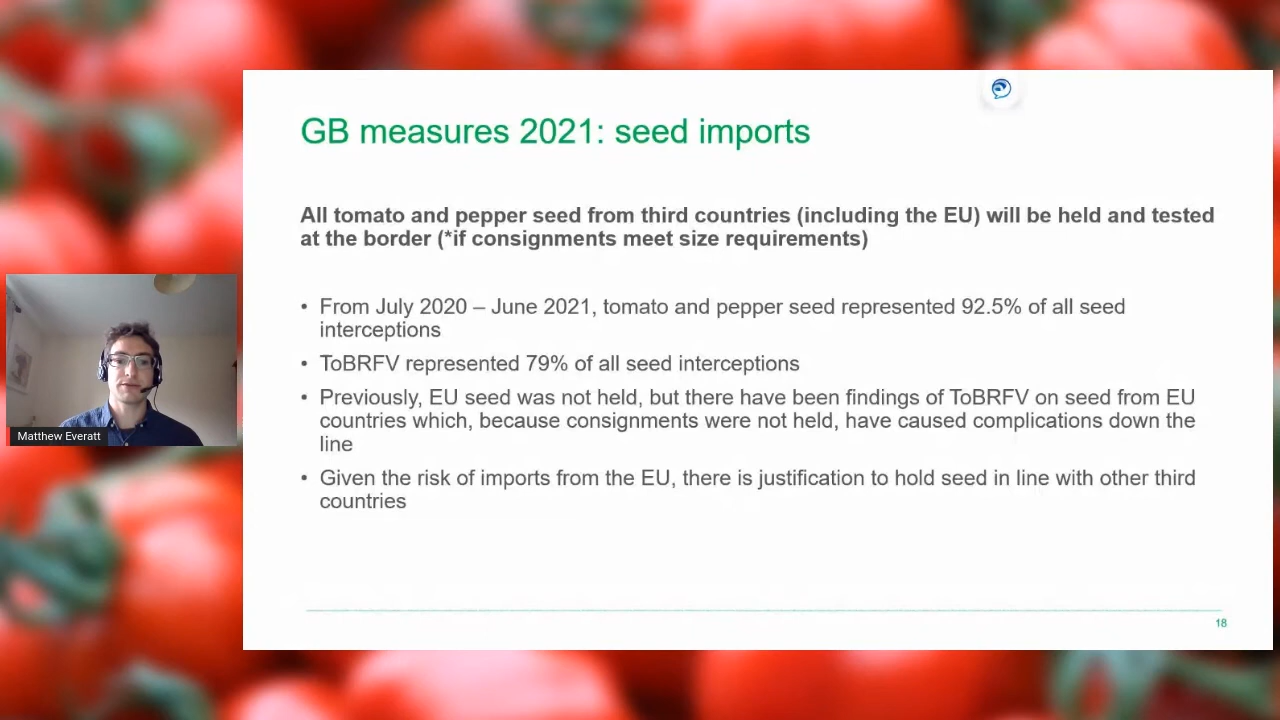 GB measures 2021: seed imports
All tomato and pepper seed from third countries (including the EU) will be held and tested
at the border (*if consignments meet size requirements)
• From July 2020 – June 2021, tomato and pepper seed represented 92.5% of all seed
interceptions
• ToBRFV represented 79% of all seed interceptions
• Previously, EU seed was not held, but there have been findings of ToBRFV on seed from EU
countries which, because consignments were not held, have caused complications down the
line
• Given the risk of imports from the EU, there is justification to hold seed in line with other third
countries
Matthew Everatt
18